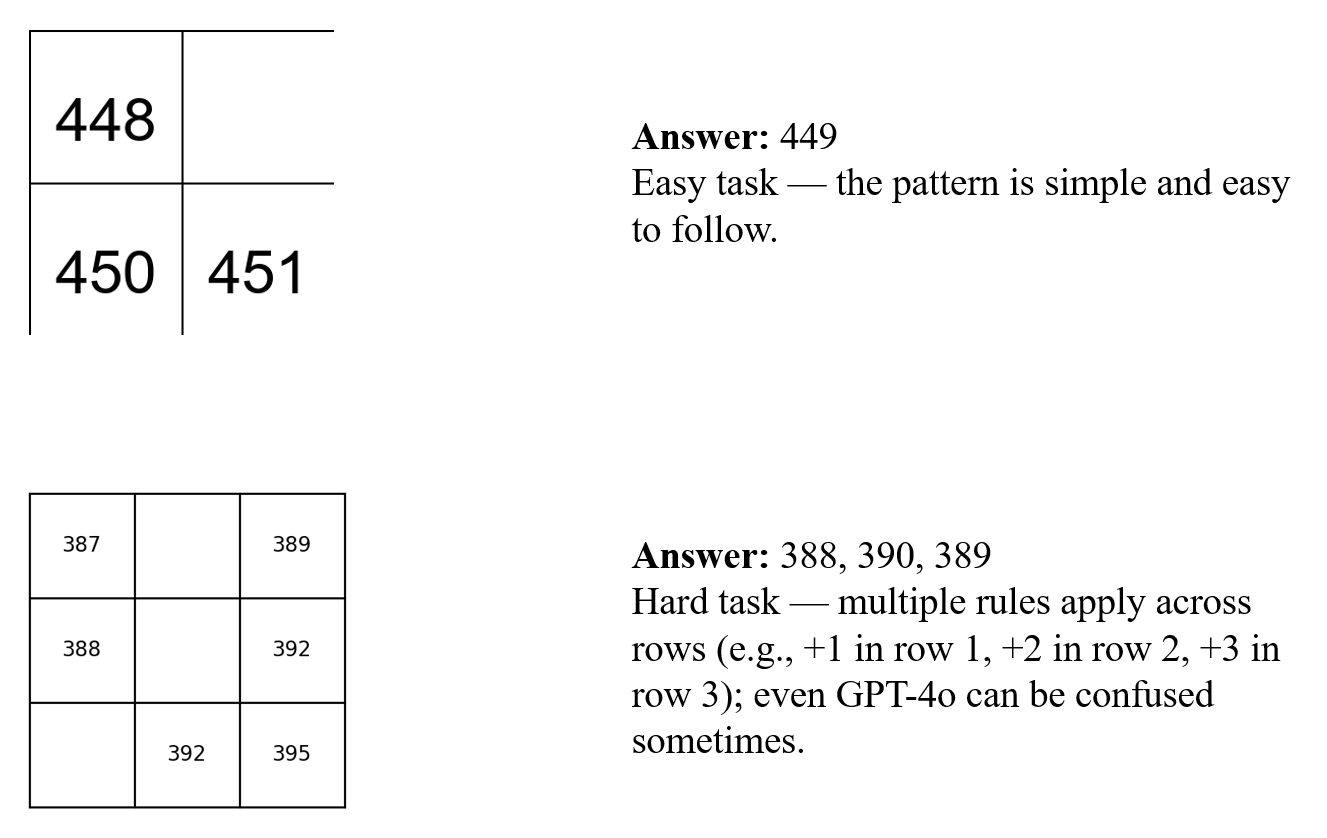 448
450 451
Answer: 449
Easy task — the pattern is simple and easy
to follow.
387 389
388 392
392 395
Answer: 388, 390, 389
Hard task — multiple rules apply across
rows (e.g., +1 in row 1, +2 in row 2, +3 in
row 3); even GPT-4o can be confused
sometimes.